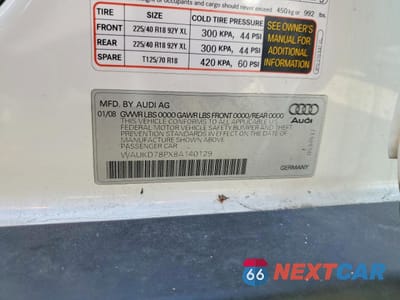 of occupants and cargo should never exceed 450 kg or 992 lbs.
TIRE SIZE COLD TIRE PRESSURE
FRONT 225/40 R18 92Y XL 300 KPA, 44 PSI
REAR 225/40 R18 92Y XL 300 KPA, 44 PSI
SPARE T125/70 R18 420 KPA, 60 PSI
SEE OWNER'S
MANUAL FOR
ADDITIONAL
INFORMATION
MFD. BY AUDI AG
01/08 GVWR LBS 0000 GAWR LBS FRONT 0000/REAR 0000
THIS VEHICLE CONFORMS TO ALL APPLICABLE U.S.
FEDERAL MOTOR VEHICLE SAFETY BUMPER AND THEFT
PREVENTION STANDARDS IN EFFECT ON THE DATE OF
MANUFACTURE SHOWN ABOVE.
PASSENGER CAR
WAUKD78PX8A140129
Audi
66 NEXTCAR